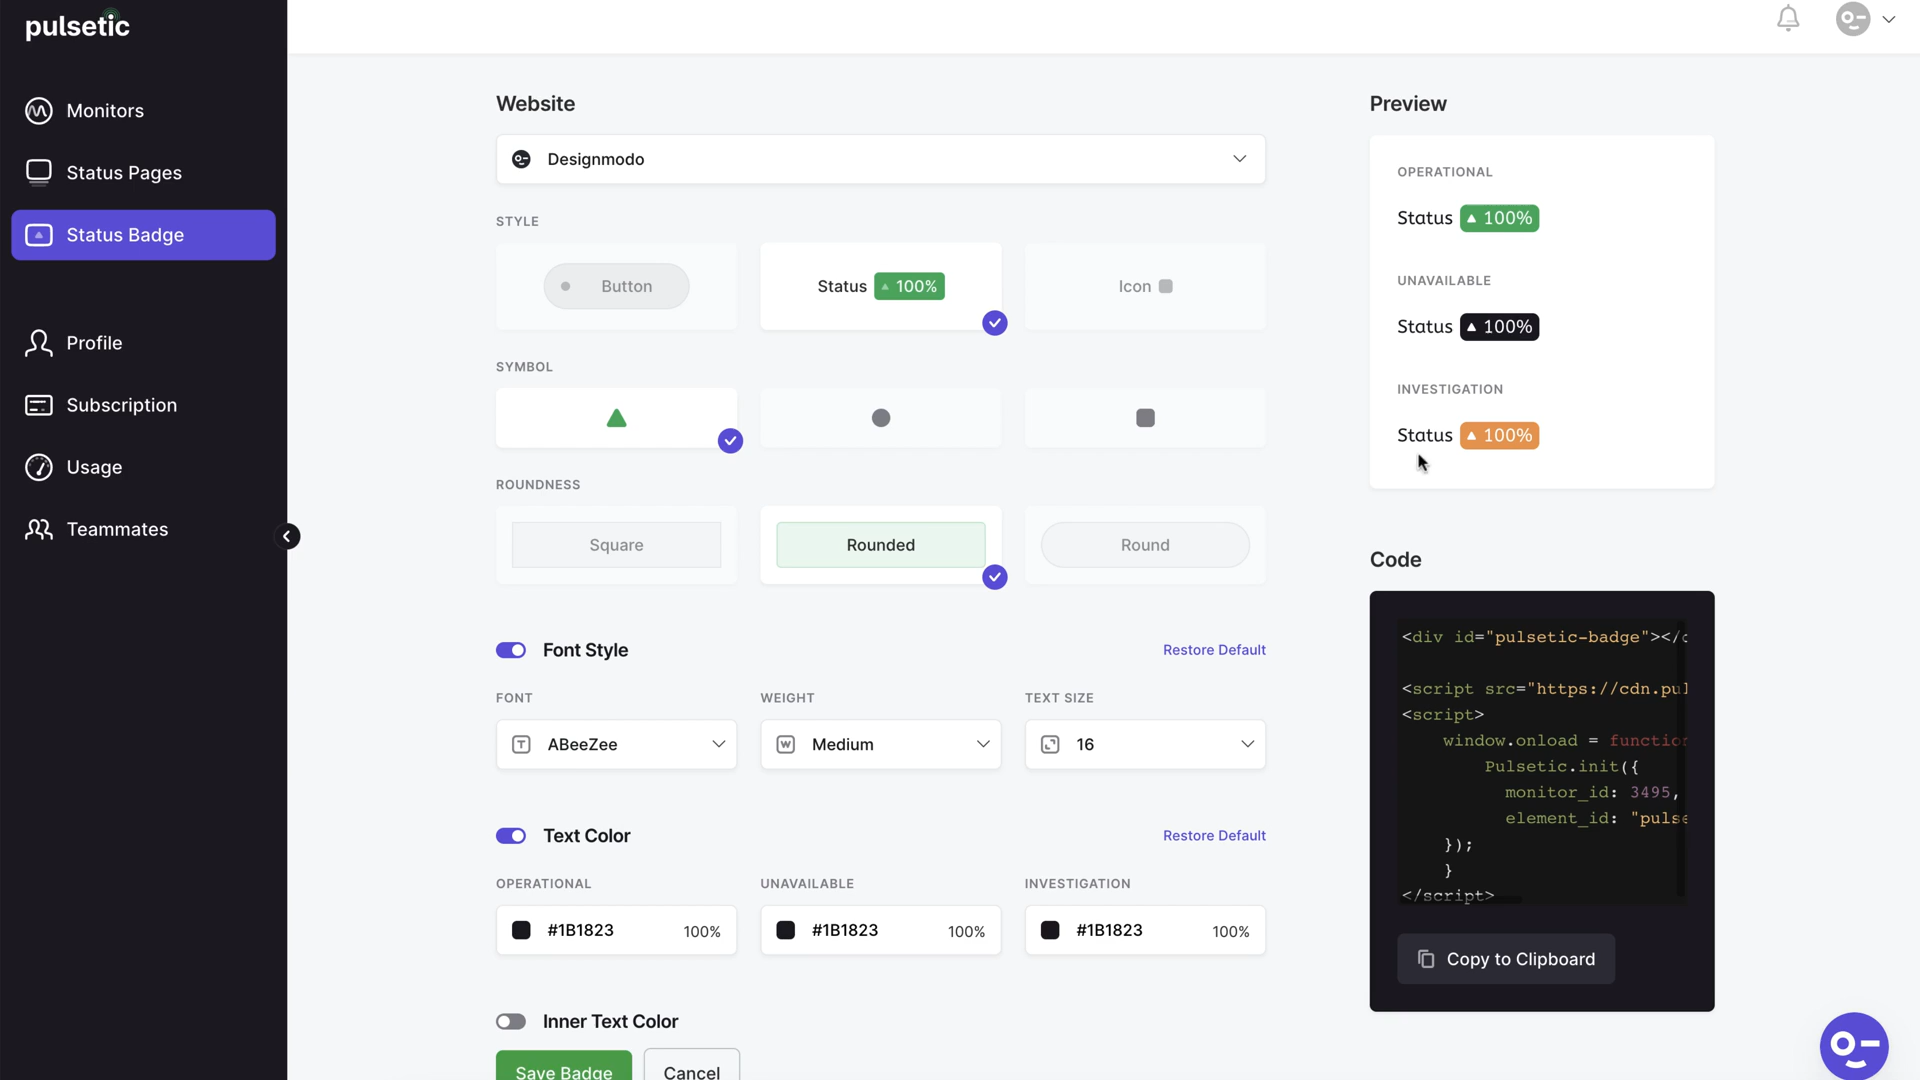 pulsetic
Monitors
Status Pages
Status Badge
Profile
Subscription
Usage
Teammates
Website
Designmodo
STYLE
Button
Status 100%
Icon
SYMBOL
ROUNDNESS
Square
Rounded
Round
Font Style
Restore Default
FONT
WEIGHT
TEXT SIZE
ABeeZee
Medium
16
Text Color
Restore Default
OPERATIONAL
UNAVAILABLE
INVESTIGATION
#1B1823 100%
#1B1823 100%
#1B1823 100%
Inner Text Color
Save Badge
Cancel
Preview
OPERATIONAL
Status 100%
UNAVAILABLE
Status 100%
INVESTIGATION
Status 100%
Code
<div id="pulsetic-badge"></
<script src="https://cdn.pul
<script>
window.onload = function
Pulsetic.init({
monitor_id: 3495,
element_id: "pulse
});
}
</script>
Copy to Clipboard